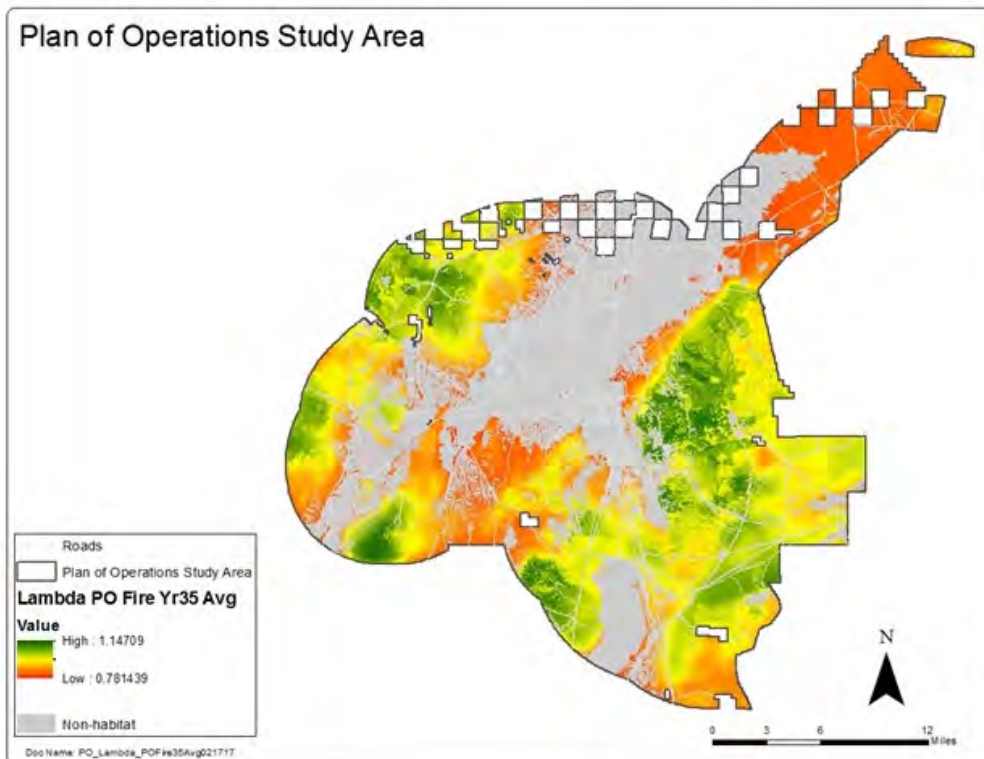 Plan of Operations Study Area
Roads
Plan of Operations Study Area
Lambda PO Fire Yr35 Avg
Value
High : 1.14709
Low : 0.781439
Non-habitat
Doc Name: PO_Lambda_POFire35Avg021717
N
0 3 6 12
Miles